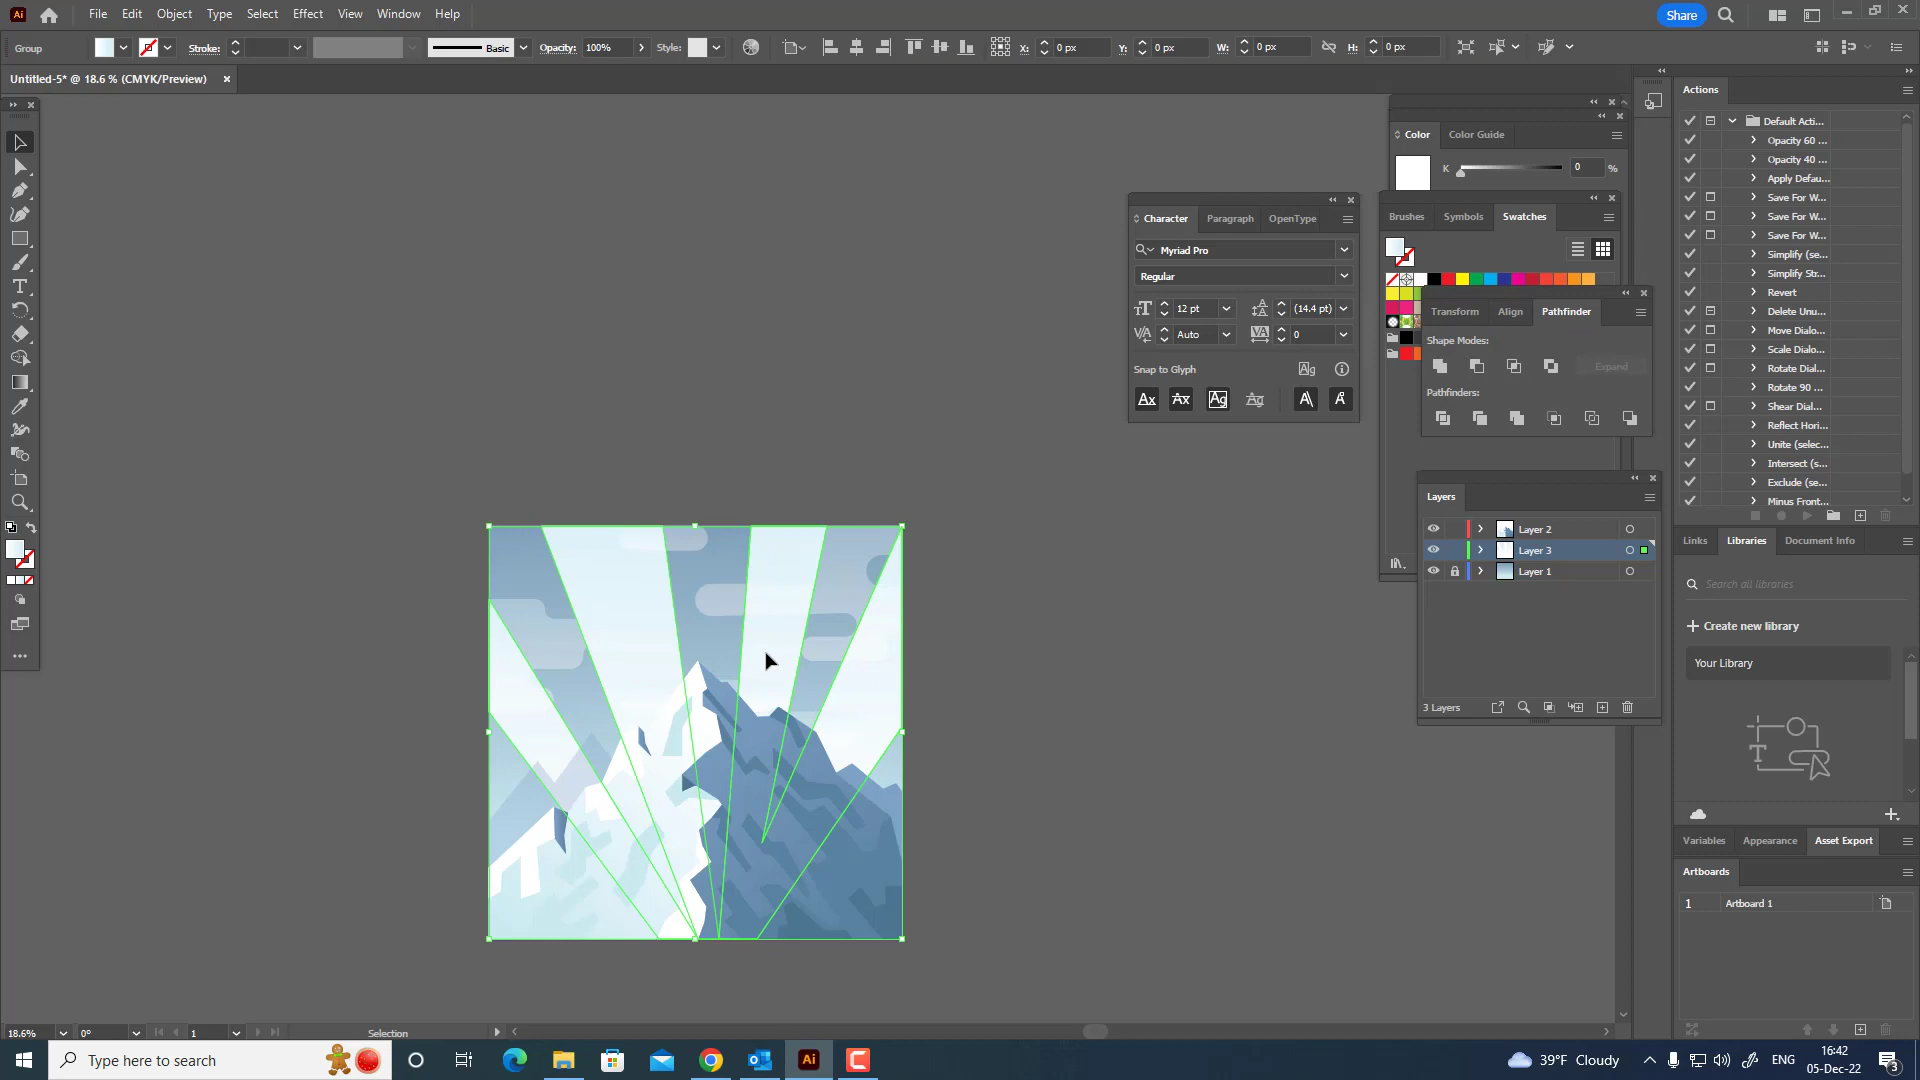 Ai File Edit Object Type Select Effect View Window Help Share
Group Stroke: Basic Opacity: 100% Style: X: 0 px Y: 0 px W: 0 px H: 0 px
Untitled-5* @ 18.6 % (CMYK/Preview)
Actions
Default Acti...
Opacity 60 ...
Opacity 40 ...
Apply Defau...
Save For W...
Save For W...
Save For W...
Simplify (se...
Simplify Str...
Revert
Delete Unu...
Move Dialo...
Scale Dialo...
Rotate Dial...
Rotate 90 ...
Shear Dial...
Reflect Hori...
Unite (selec...
Intersect (s...
Exclude (se...
Minus Front...
Color Color Guide
K 0 %
Brushes Symbols Swatches
Character Paragraph OpenType
Myriad Pro
Regular
12 pt (14.4 pt)
Auto 0
Snap to Glyph
Transform Align Pathfinder
Shape Modes:
Expand
Pathfinders:
Layers
Layer 2
Layer 3
Layer 1
3 Layers
Links Libraries Document Info
Search all libraries
Create new library
Your Library
Variables Appearance Asset Export
Artboards
1 Artboard 1
18.6% 0° 1 Selection
Type here to search
Ai
39°F Cloudy ENG
16:42
05-Dec-22
3